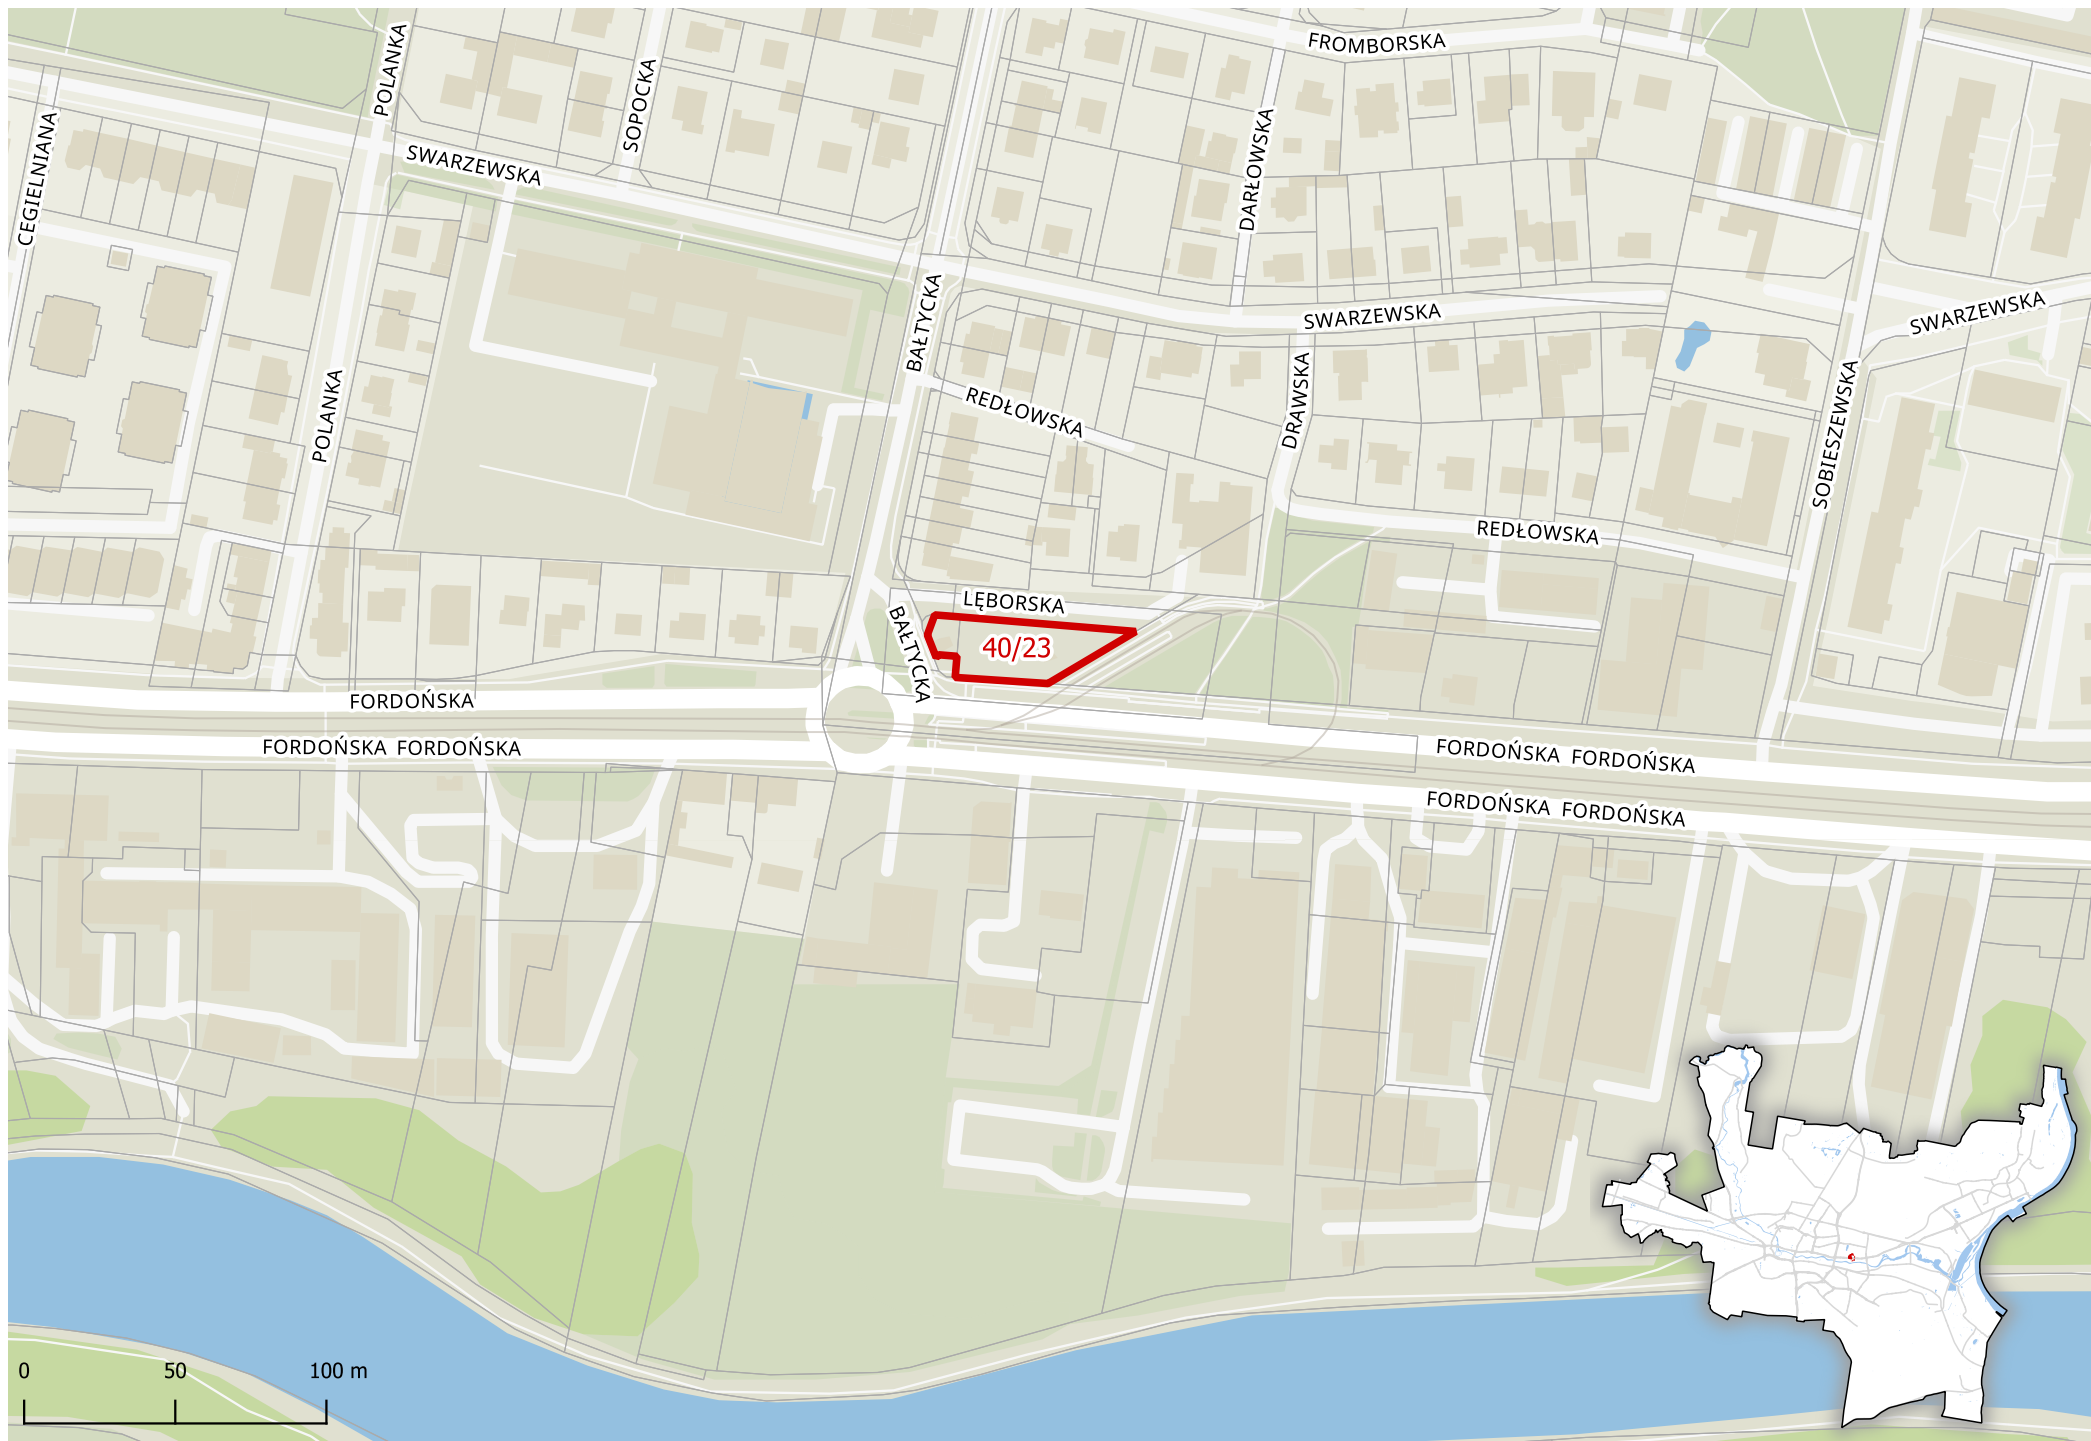 FROMBORSKA
POLANKA
SOPOCKA
CEGIELNIANA
SWARZEWSKA
DARŁOWSKA
BAŁTYCKA
SWARZEWSKA
SWARZEWSKA
POLANKA
REDŁOWSKA
DRAWSKA
SOBIESZEWSKA
REDŁOWSKA
LĘBORSKA
BAŁTYCKA
40/23
FORDOŃSKA
FORDOŃSKA FORDOŃSKA
FORDOŃSKA FORDOŃSKA
FORDOŃSKA FORDOŃSKA
0 50 100 m